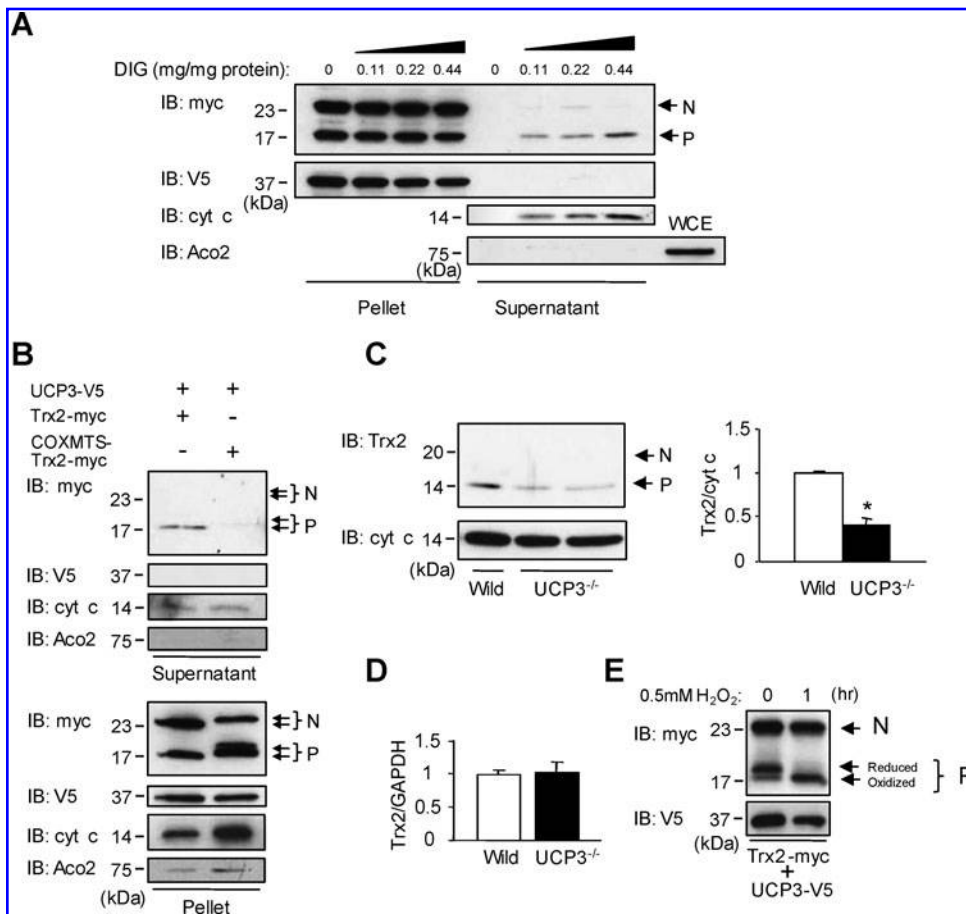 A
DIG (mg/mg protein): 0 0.11 0.22 0.44 0 0.11 0.22 0.44
IB: myc 23 N
17 P
IB: V5 37
(kDa)
IB: cyt c 14
WCE
IB: Aco2 75
(kDa)
Pellet Supernatant
B
UCP3-V5 + +
Trx2-myc + -
COXMTS-
Trx2-myc - +
IB: myc N
23
17 P
IB: V5 37
IB: cyt c 14
IB: Aco2 75
Supernatant
IB: myc 23 N
17 P
IB: V5 37
IB: cyt c 14
IB: Aco2 75
(kDa)
Pellet
C
IB: Trx2
20 N
14 P
IB: cyt c 14
(kDa)
Wild UCP3-/-
Trx2/cyt c
1.5
1
0.5
0
*
Wild UCP3-/-
D
Trx2/GAPDH
1.5
1
0.5
0
Wild UCP3-/-
E
0.5mM H2O2: 0 1 (hr)
IB: myc 23 N
Reduced
17 Oxidized
P
IB: V5 37
(kDa)
Trx2-myc
+
UCP3-V5